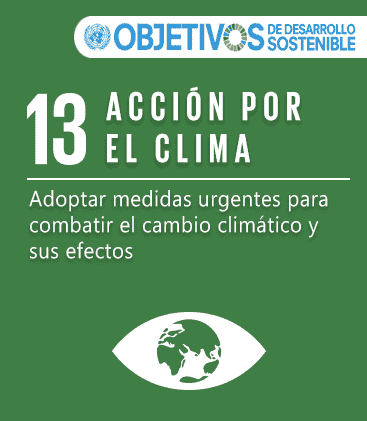 OBJETIVOS DE DESARROLLO
SOSTENIBLE
13 ACCIÓN POR
EL CLIMA
Adoptar medidas urgentes para
combatir el cambio climático y
sus efectos